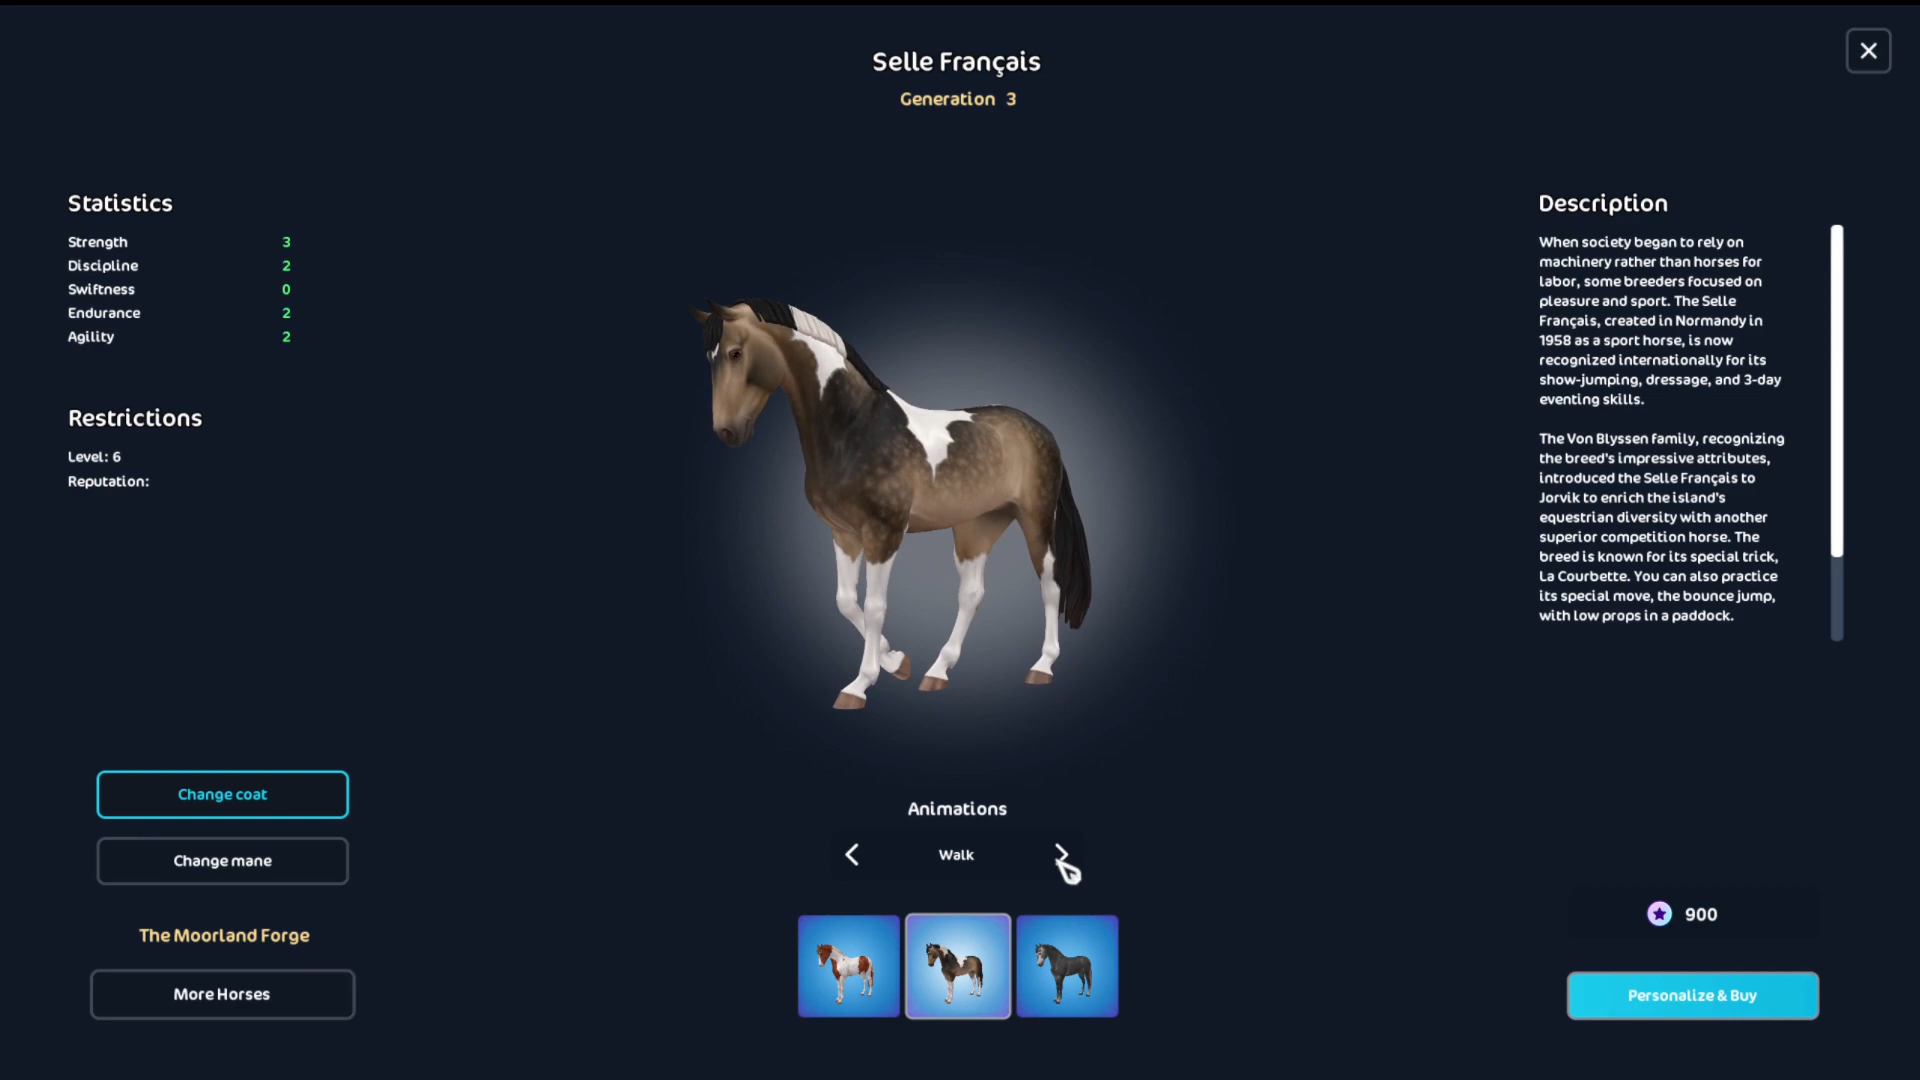 Selle Français
Generation 3
Statistics
Strength 3
Discipline 2
Swiftness 0
Endurance 2
Agility 2
Restrictions
Level: 6
Reputation:
Description
When society began to rely on
machinery rather than horses for
labor, some breeders focused on
pleasure and sport. The Selle
Français, created in Normandy in
1958 as a sport horse, is now
recognized internationally for its
show-jumping, dressage, and 3-day
eventing skills.
The Von Blyssen family, recognizing
the breed's impressive attributes,
introduced the Selle Français to
Jorvik to enrich the island's
equestrian diversity with another
superior competition horse. The
breed is known for its special trick,
La Courbette. You can also practice
its special move, the bounce jump,
with low props in a paddock.
Change coat
Change mane
The Moorland Forge
More Horses
Animations
Walk
900
Personalize & Buy